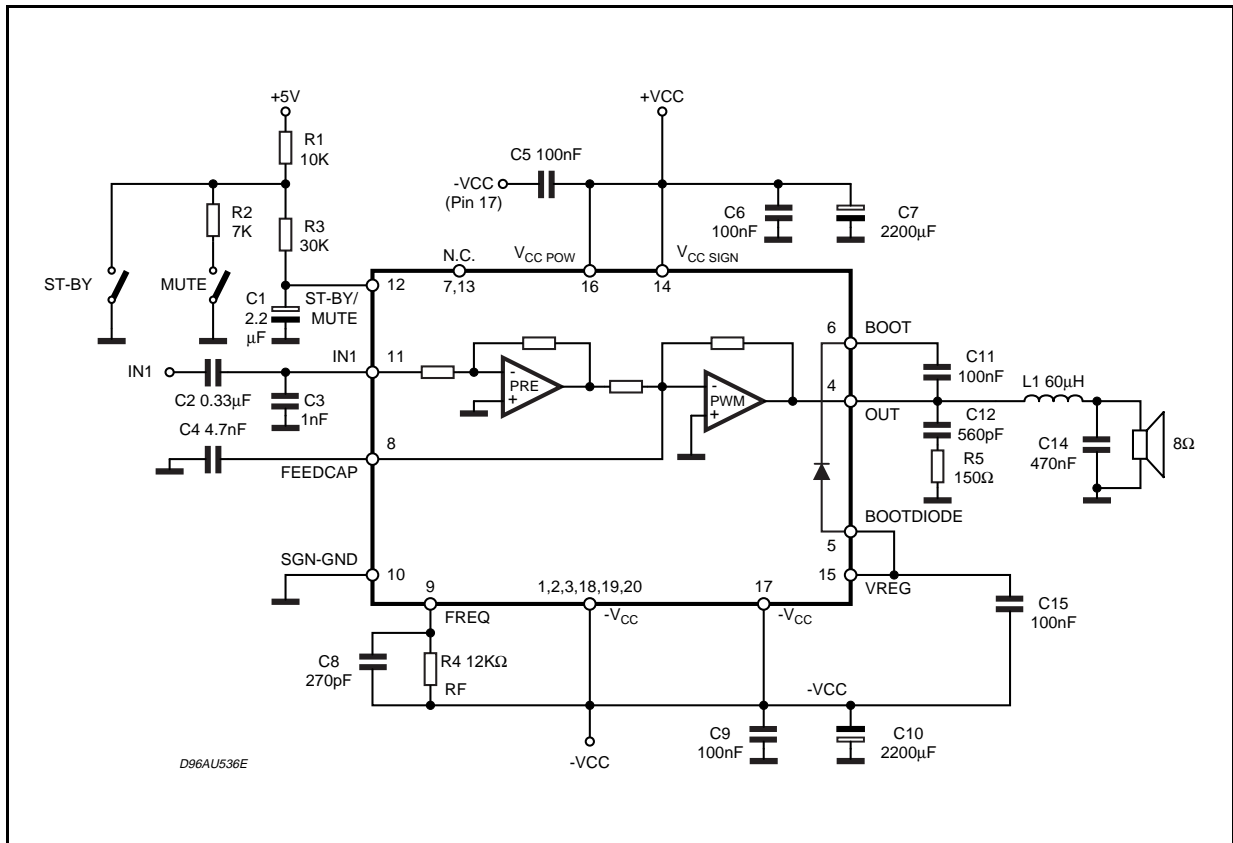 +5V
R1
10K
+VCC
C5 100nF
-VCC
(Pin 17)
R2
7K
R3
30K
C6
100nF
C7
2200µF
ST-BY
MUTE
C1
2.2
µF
ST-BY/
MUTE
12
N.C.
7,13
VCC POW
16
VCC SIGN
14
6
BOOT
IN1
IN1
11
C2 0.33µF
C3
1nF
PRE
-
+
PWM
-
+
C11
100nF
4
OUT
L1 60µH
C12
560pF
R5
150Ω
C14
470nF
8Ω
C4 4.7nF
8
FEEDCAP
BOOTDIODE
5
SGN-GND
10
9
FREQ
1,2,3,18,19,20
-VCC
17
-VCC
15
VREG
C15
100nF
C8
270pF
R4 12KΩ
RF
-VCC
-VCC
C9
100nF
C10
2200µF
D96AU536E